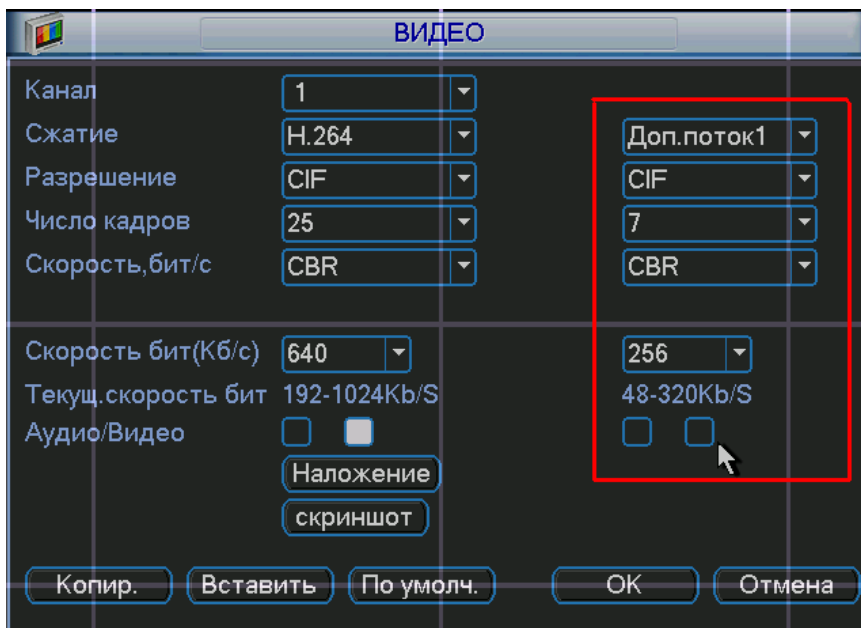 ВИДЕО
Канал 1
Сжатие H.264 Доп.поток1
Разрешение CIF CIF
Число кадров 25 7
Скорость,бит/с CBR CBR
Скорость бит(Кб/с) 640 256
Текущ.скорость бит 192-1024Kb/S 48-320Kb/S
Аудио/Видео
Наложение
скриншот
Копир. Вставить По умолч. OK Отмена